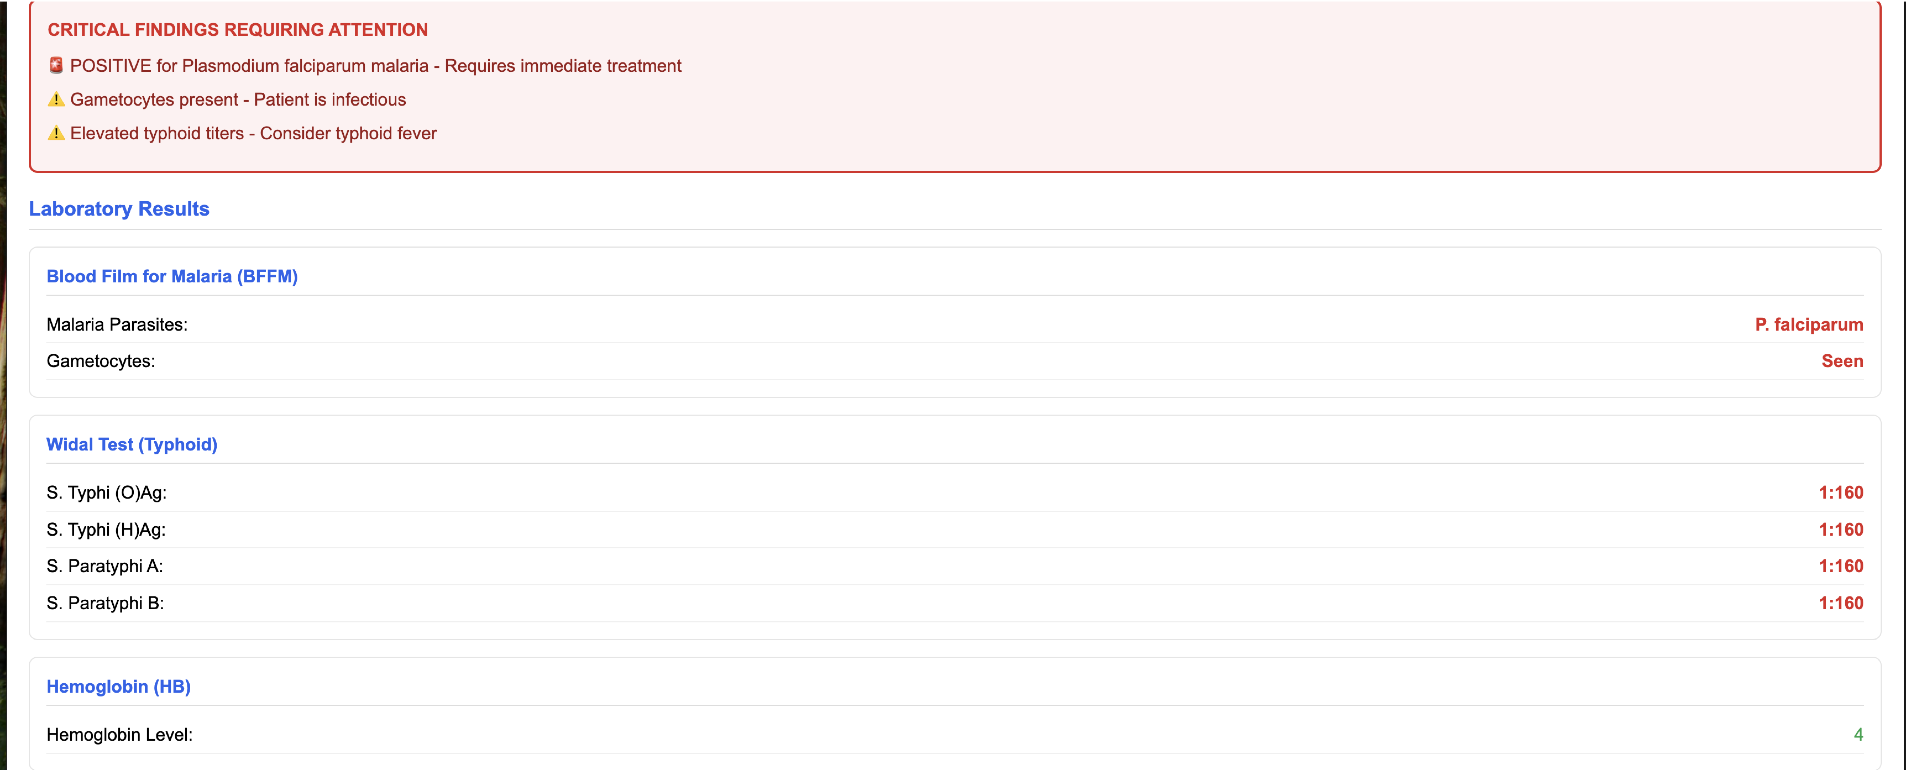 CRITICAL FINDINGS REQUIRING ATTENTION
🚨 POSITIVE for Plasmodium falciparum malaria - Requires immediate treatment
⚠️ Gametocytes present - Patient is infectious
⚠️ Elevated typhoid titers - Consider typhoid fever
Laboratory Results
Blood Film for Malaria (BFFM)
Malaria Parasites: P. falciparum
Gametocytes: Seen
Widal Test (Typhoid)
S. Typhi (O)Ag: 1:160
S. Typhi (H)Ag: 1:160
S. Paratyphi A: 1:160
S. Paratyphi B: 1:160
Hemoglobin (HB)
Hemoglobin Level: 4